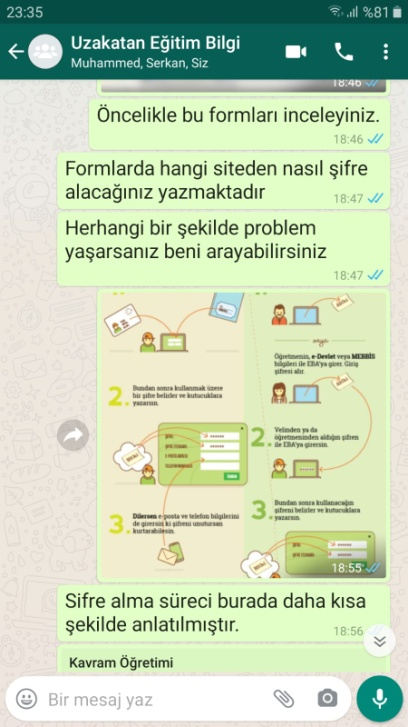 23:35
%81
Uzakatan Eğitim Bilgi
Muhammed, Serkan, Siz
18:46
Öncelikle bu formları inceleyiniz.
18:46
Formlarda hangi siteden nasıl şifre
alacağınız yazmaktadır
18:47
Herhangi bir şekilde problem
yaşarsanız beni arayabilirsiniz
18:47
2.
Bundan sonra kullanmak üzere
bir şifre belirler ve kutucuklara
yazarsın.
3.
Dilersen e-posta ve telefon bilgilerini
de girersin ki şifreni unutursan
kurtarabilesin.
veya
Öğretmenin, e-Devlet veya MEBBİS
bilgileri ile EBA'ya girer. Giriş
şifresi alır.
2.
Velinden ya da
öğretmeninden aldığın şifren
ile EBA'ya girersin.
3.
Bundan sonra kullanacağın
şifreni belirler ve kutucuklara
yazarsın.
18:55
Sifre alma süreci burada daha kısa
şekilde anlatılmıştır.
18:56
Kavram Öğretimi
Bir mesaj yaz